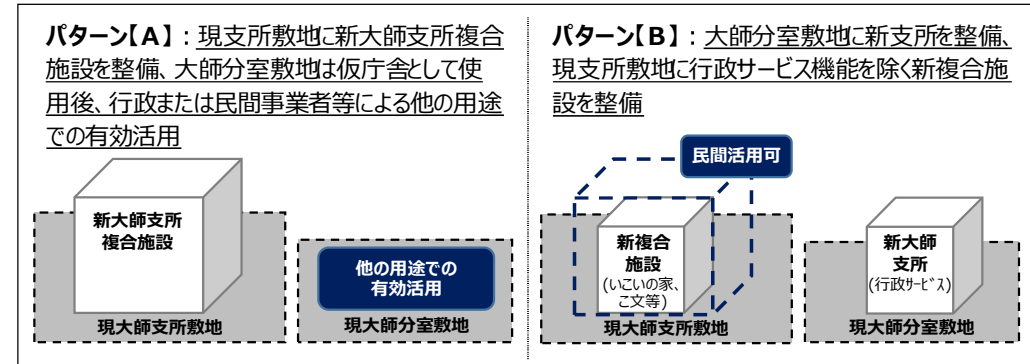 パターン【A】：現支所敷地に新大師支所複合
施設を整備、大師分室敷地は仮庁舎として使
用後、行政または民間事業者等による他の用途
での有効活用
新大師支所
複合施設
現大師支所敷地
他の用途での
有効活用
現大師分室敷地
パターン【B】：大師分室敷地に新支所を整備、
現支所敷地に行政サービス機能を除く新複合施
設を整備
民間活用可
新複合
施設
(いこいの家、
こ文等)
現大師支所敷地
新大師
支所
(行政ｻｰﾋﾞｽ)
現大師分室敷地